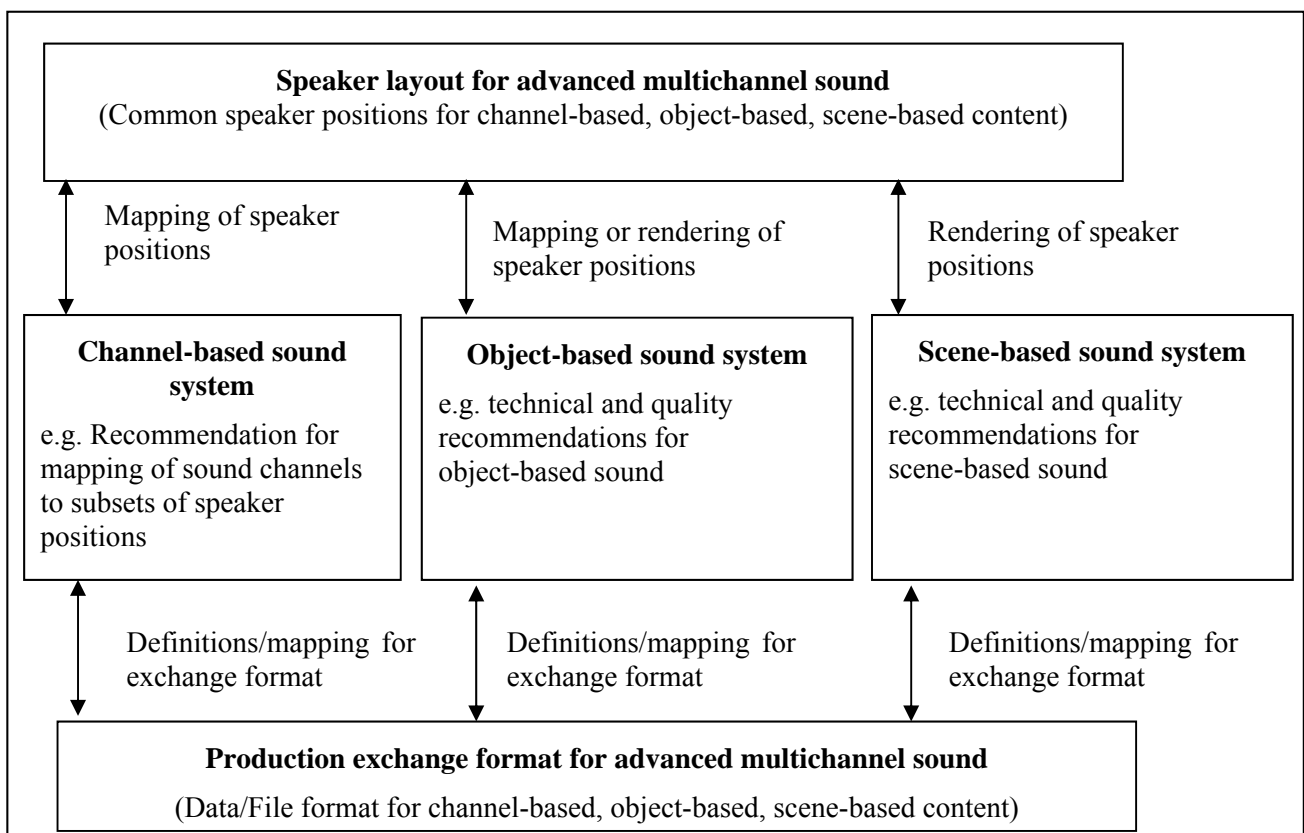 Speaker layout for advanced multichannel sound
(Common speaker positions for channel-based, object-based, scene-based content)
Mapping of speaker
positions
Mapping or rendering of
speaker positions
Rendering of speaker
positions
Channel-based sound
system
e.g. Recommendation for
mapping of sound channels
to subsets of speaker
positions
Object-based sound system
e.g. technical and quality
recommendations for
object-based sound
Scene-based sound system
e.g. technical and quality
recommendations for
scene-based sound
Definitions/mapping for
exchange format
Definitions/mapping for
exchange format
Definitions/mapping for
exchange format
Production exchange format for advanced multichannel sound
(Data/File format for channel-based, object-based, scene-based content)